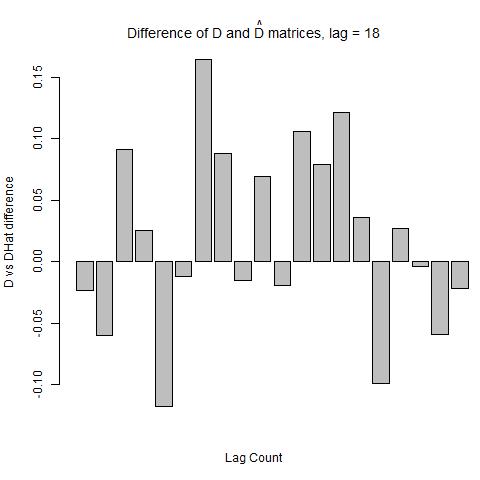 Difference of D and D̂ matrices, lag = 18
D vs DHat difference
0.15
0.10
0.05
0.00
-0.05
-0.10
Lag Count